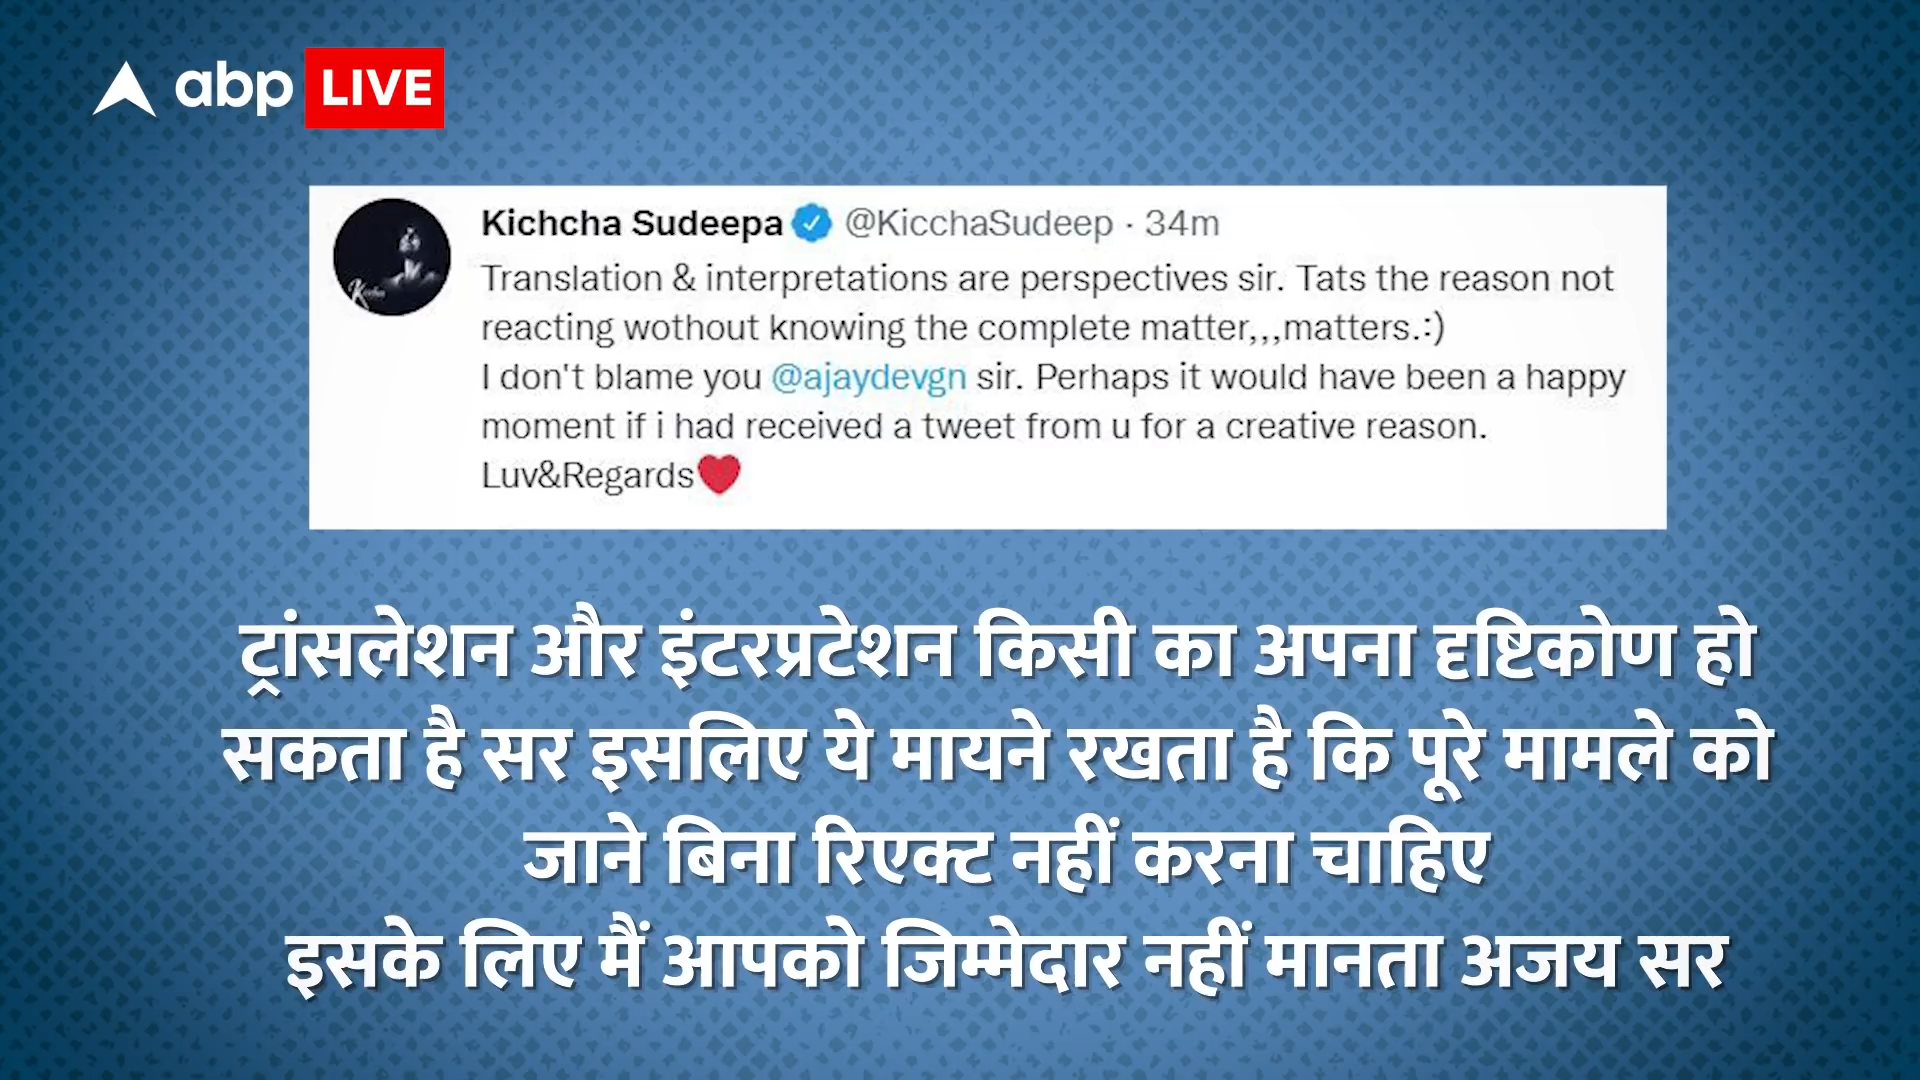 abp LIVE
Kichcha Sudeepa @KicchaSudeep · 34m
Translation & interpretations are perspectives sir. Tats the reason not
reacting wothout knowing the complete matter,,,matters.:)
I don't blame you @ajaydevgn sir. Perhaps it would have been a happy
moment if i had received a tweet from u for a creative reason.
Luv&Regards❤️
ट्रांसलेशन और इंटरप्रटेशन किसी का अपना दृष्टिकोण हो
सकता है सर इसलिए ये मायने रखता है कि पूरे मामले को
जाने बिना रिएक्ट नहीं करना चाहिए
इसके लिए मैं आपको जिम्मेदार नहीं मानता अजय सर